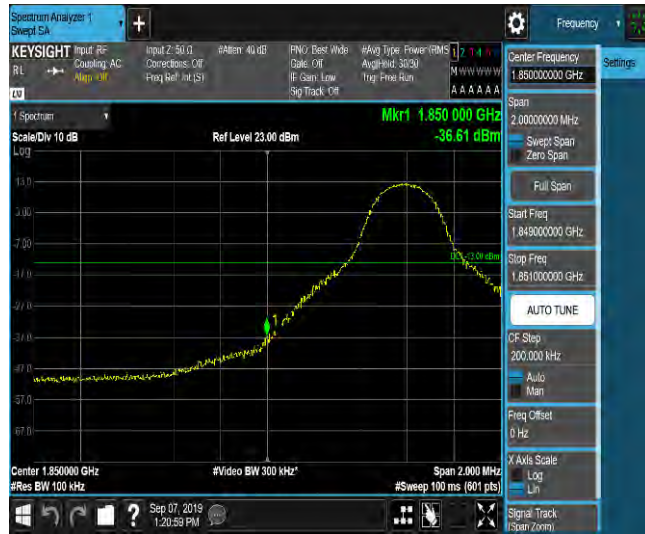 Spectrum Analyzer 1
Swept SA
+
Frequency
KEYSIGHT
Input: RF
Coupling: AC
Align: Off
Input Z: 50 Ω
Corrections: Off
Freq Ref: Int (S)
#Atten: 40 dB
PNO: Best Wide
Gate: Off
IF Gain: Low
Sig Track: Off
#Avg Type: Power (RMS
Avg|Hold: 30/30
Trig: Free Run
M W W W W W
A A A A A A
RL
LXI
1 Spectrum
Scale/Div 10 dB
Log
Ref Level 23.00 dBm
Mkr1 1.850 000 GHz
-36.61 dBm
13.0
3.00
-7.00
DL1 -13.00 dBm
-17.0
-27.0
-37.0
-47.0
-57.0
-67.0
1
Center 1.850000 GHz
#Res BW 100 kHz
#Video BW 300 kHz*
Span 2.000 MHz
#Sweep 100 ms (601 pts)
?
Sep 07, 2019
1:20:59 PM
Center Frequency
1.850000000 GHz
Settings
Span
2.00000000 MHz
Swept Span
Zero Span
Full Span
Start Freq
1.849000000 GHz
Stop Freq
1.851000000 GHz
AUTO TUNE
CF Step
200.000 kHz
Auto
Man
Freq Offset
0 Hz
X Axis Scale
Log
Lin
Signal Track
(Span Zoom)